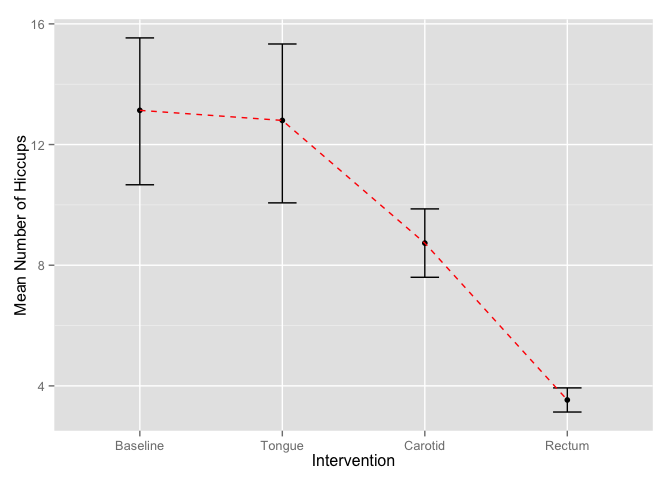 Mean Number of Hiccups
16
12
8
4
Baseline Tongue Carotid Rectum
Intervention